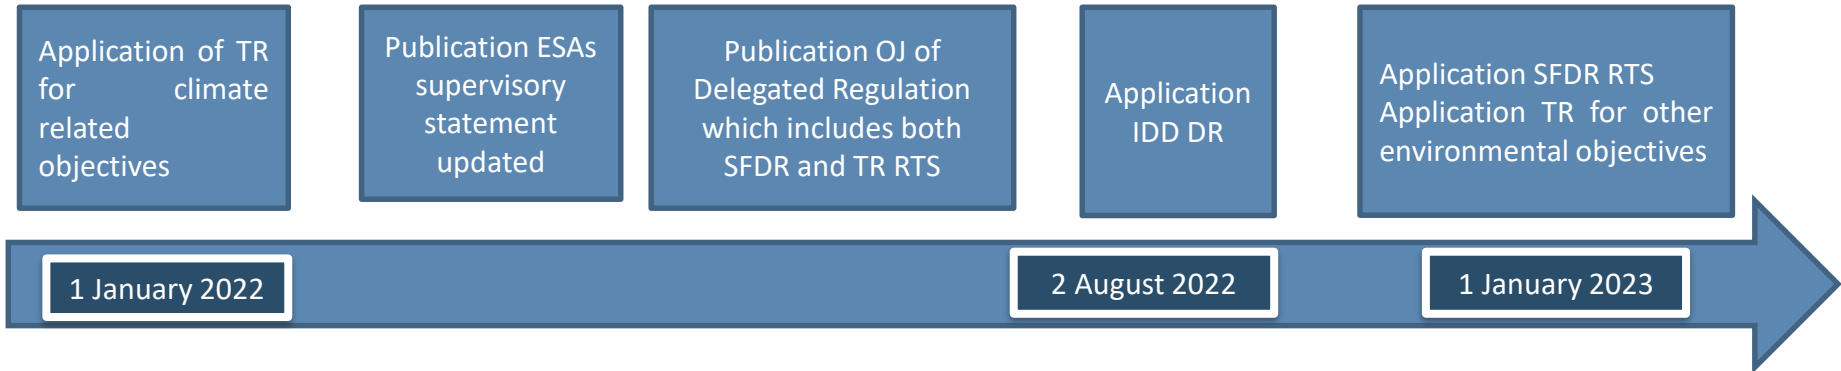 Application of TR
for climate
related
objectives
Publication ESAs
supervisory
statement
updated
Publication OJ of
Delegated Regulation
which includes both
SFDR and TR RTS
Application
IDD DR
Application SFDR RTS
Application TR for other
environmental objectives
1 January 2022
2 August 2022
1 January 2023